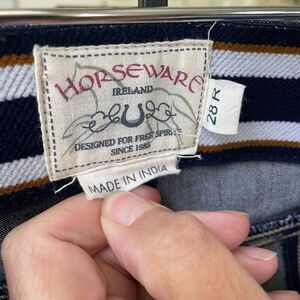 HORSEWARE
IRELAND
DESIGNED FOR FREE SPIRITS
SINCE 1985
MADE IN INDIA
28 R